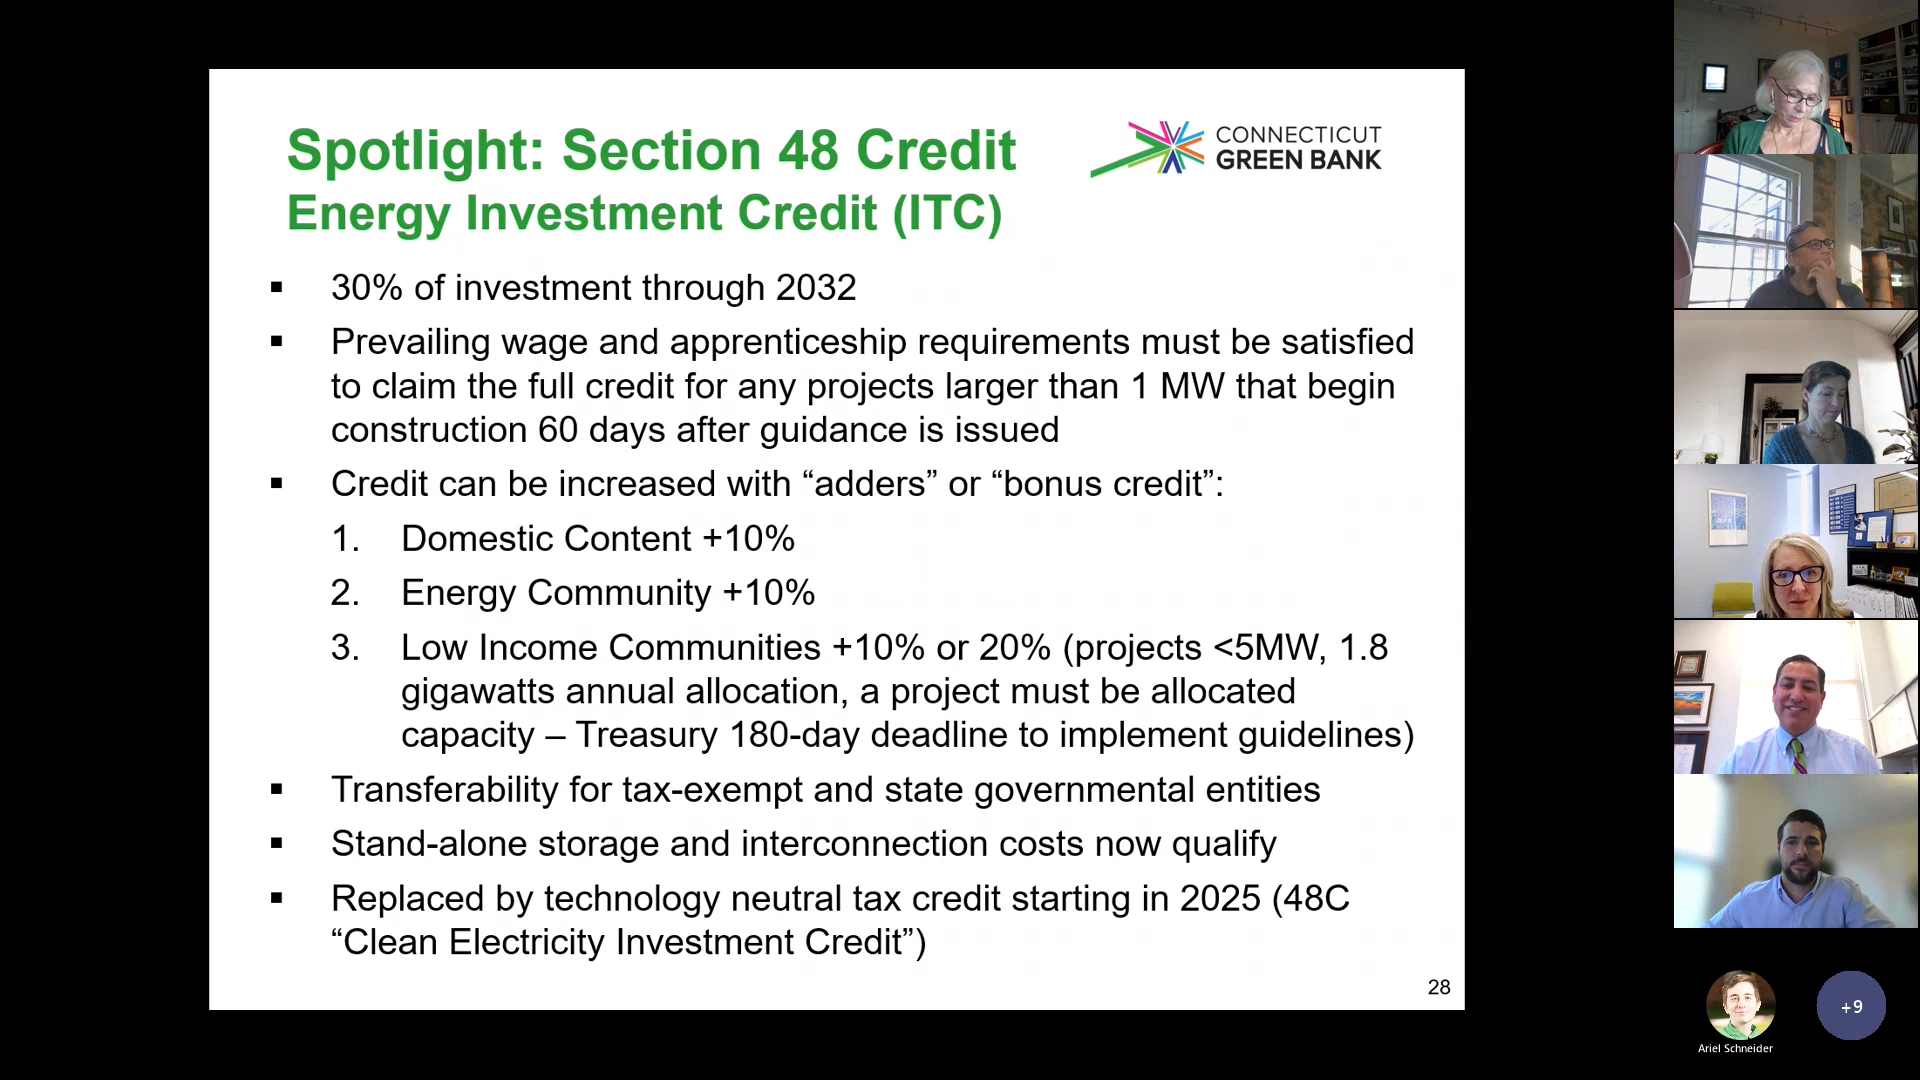 Spotlight: Section 48 Credit
Energy Investment Credit (ITC)
CONNECTICUT
GREEN BANK
▪ 30% of investment through 2032
▪ Prevailing wage and apprenticeship requirements must be satisfied
to claim the full credit for any projects larger than 1 MW that begin
construction 60 days after guidance is issued
▪ Credit can be increased with “adders” or “bonus credit”:
1. Domestic Content +10%
2. Energy Community +10%
3. Low Income Communities +10% or 20% (projects <5MW, 1.8
gigawatts annual allocation, a project must be allocated
capacity – Treasury 180-day deadline to implement guidelines)
▪ Transferability for tax-exempt and state governmental entities
▪ Stand-alone storage and interconnection costs now qualify
▪ Replaced by technology neutral tax credit starting in 2025 (48C
“Clean Electricity Investment Credit”)
28
Ariel Schneider
+9